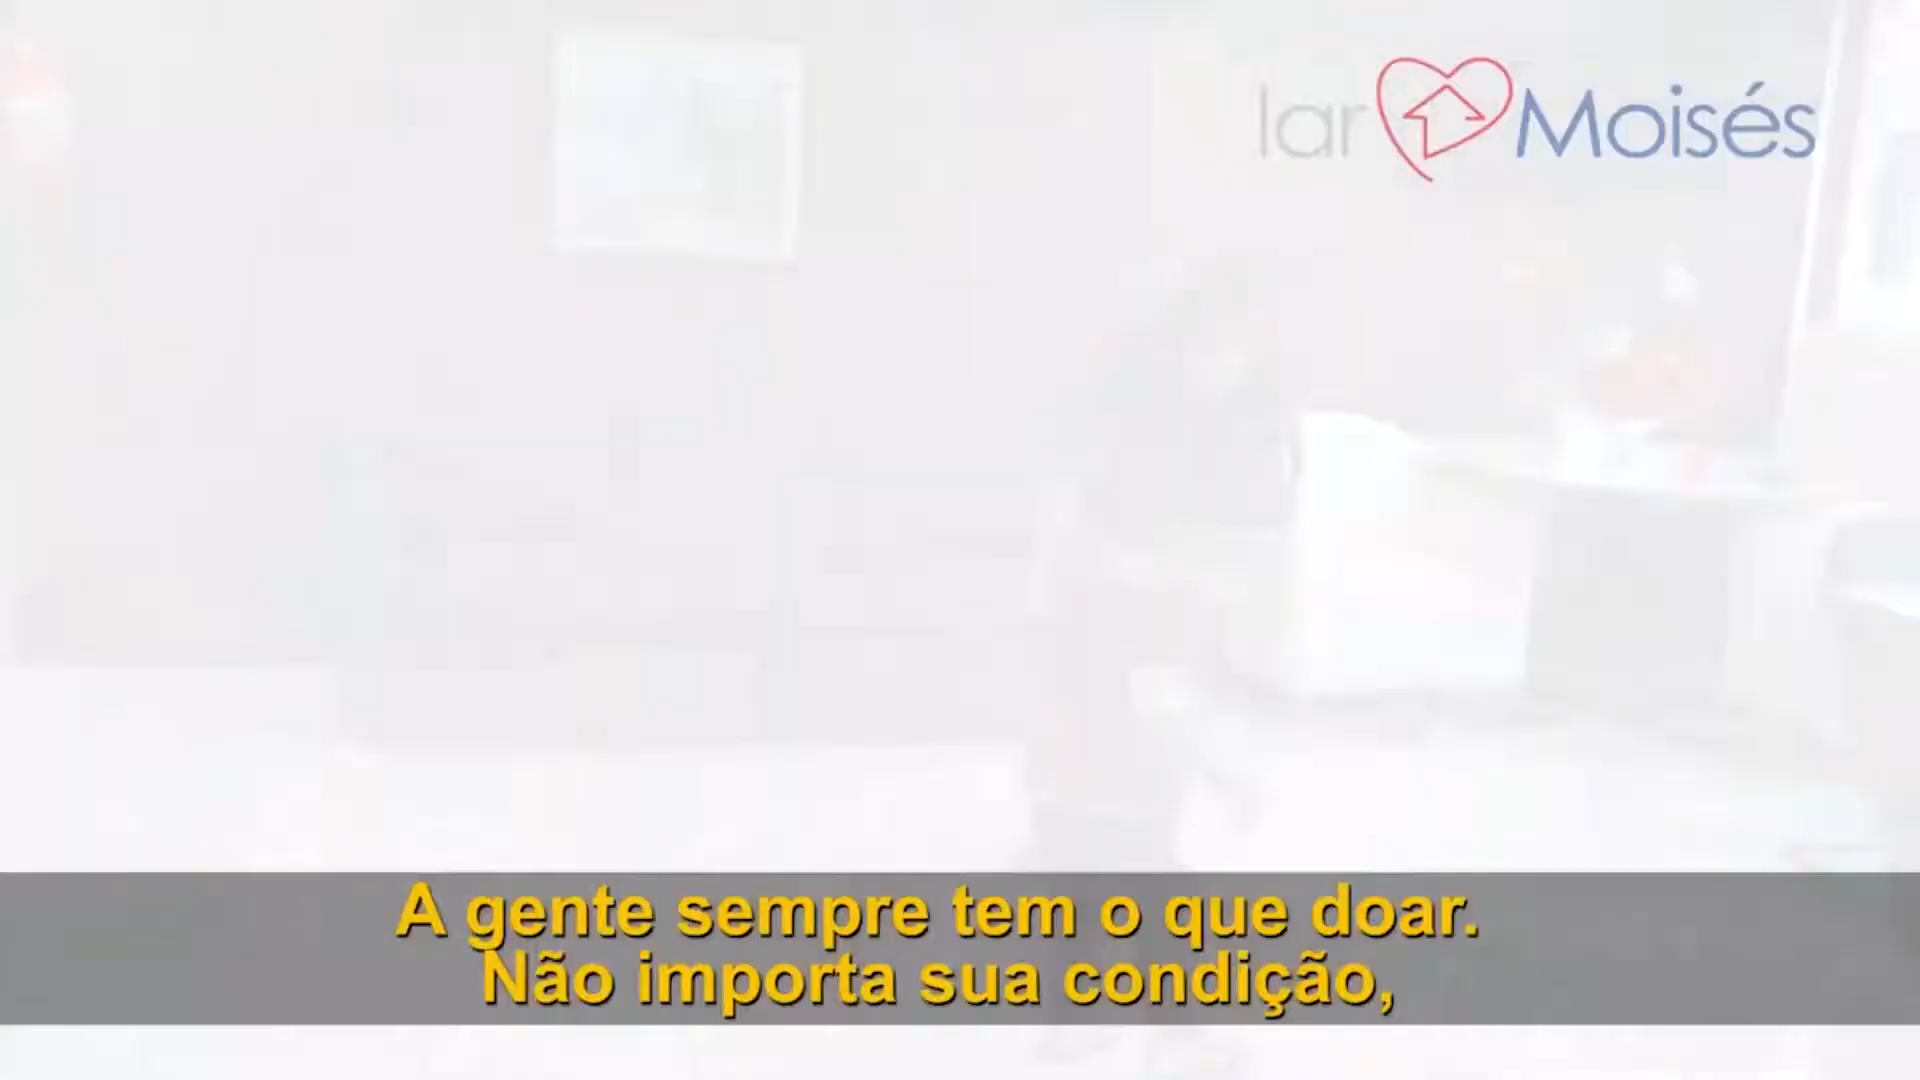 lar Moisés
A gente sempre tem o que doar.
Não importa sua condição,